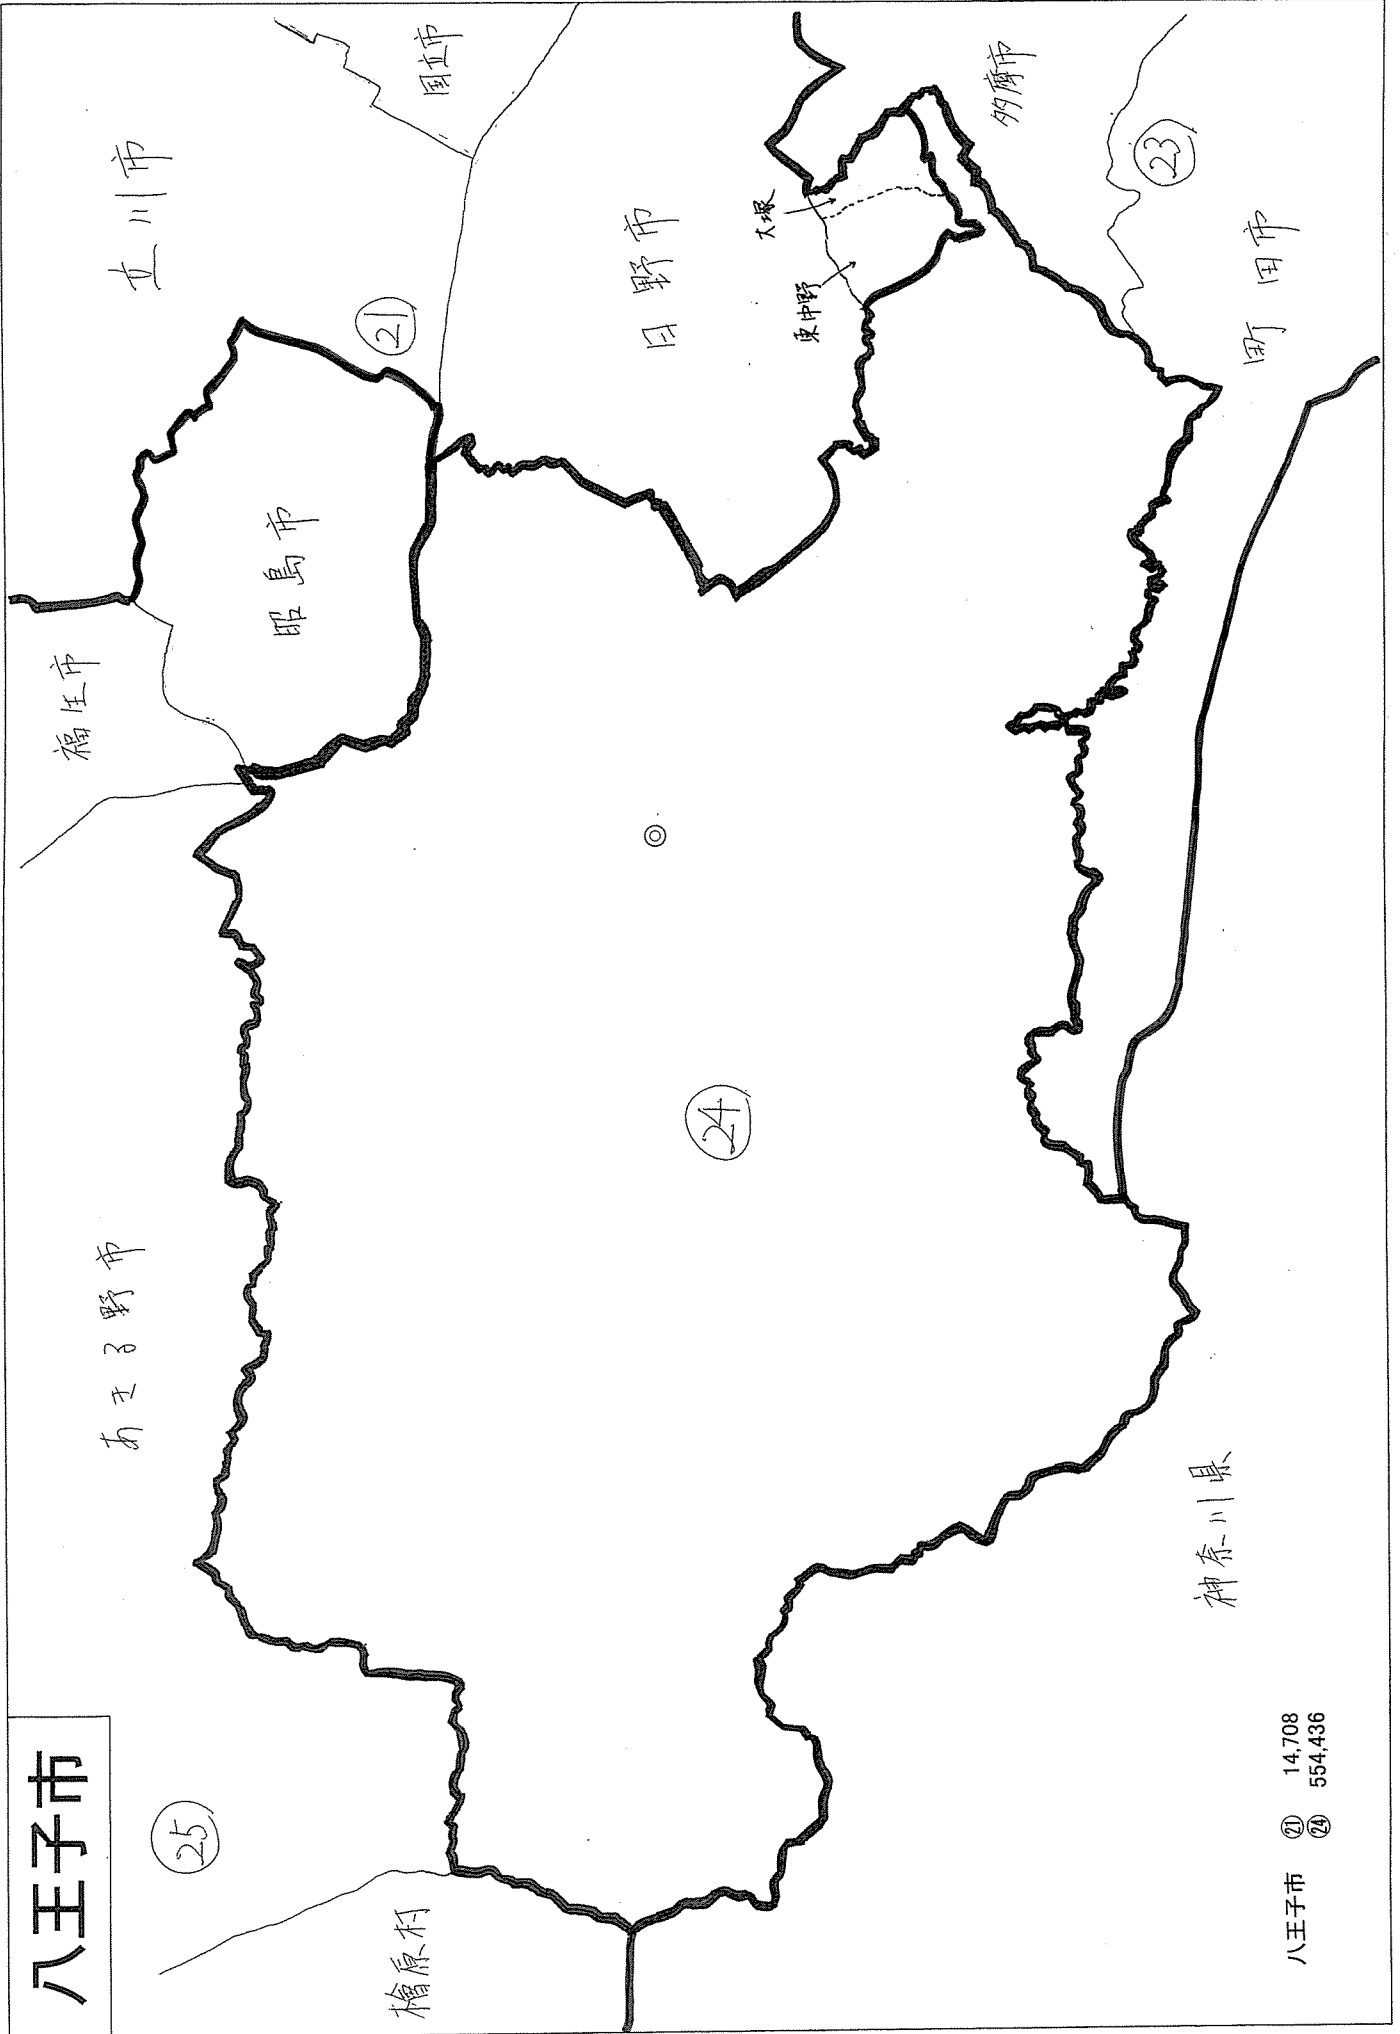 八王子市
25
檜原村
あきる野市
福生市
昭島市
立川市
国立市
21
日野市
大塚
東中野
多摩市
23
町田市
24
神奈川県
八王子市 ㉑ 14,708
㉔ 554,436